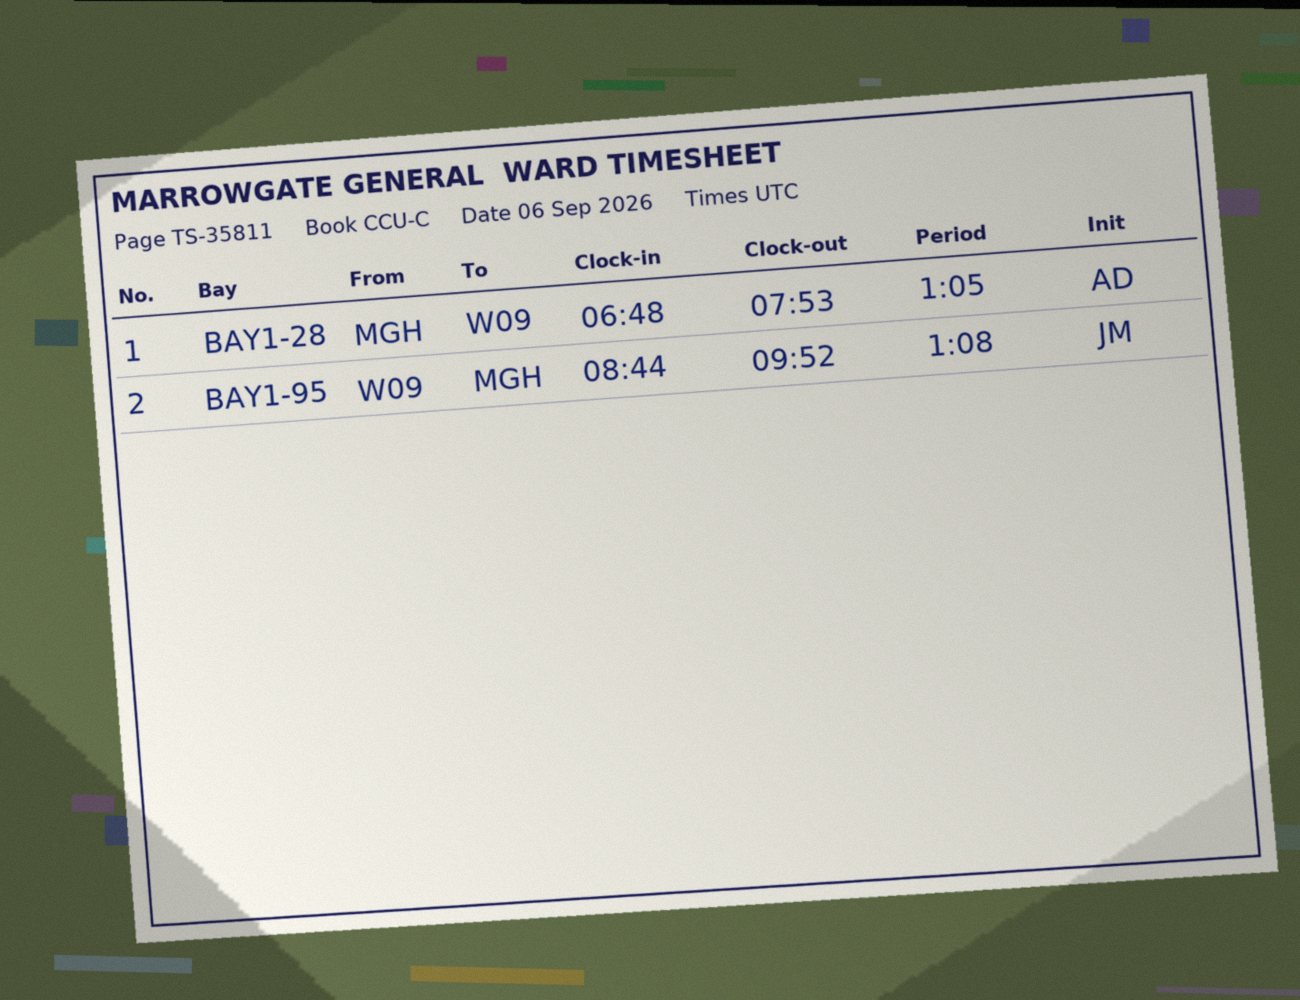 MARROWGATE GENERAL WARD TIMESHEET
Page TS-35811 Book CCU-C Date 06 Sep 2026 Times UTC
No. Bay From To Clock-in Clock-out Period Init
1 BAY1-28 MGH W09 06:48 07:53 1:05 AD
2 BAY1-95 W09 MGH 08:44 09:52 1:08 JM